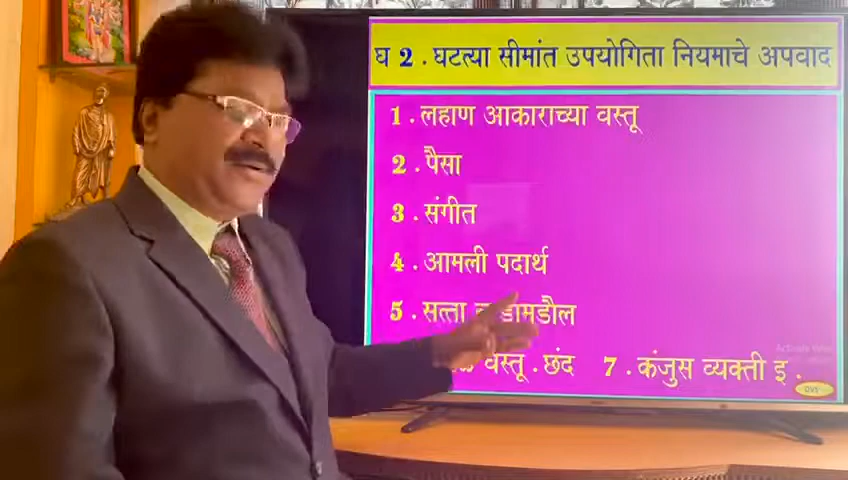 घ 2 . घटत्या सीमांत उपयोगिता नियमाचे अपवाद
1 . लहाण आकाराच्या वस्तू
2 . पैसा
3 . संगीत
4 . आमली पदार्थ
5 . सत्ता बडामडौल
वस्तू . छंद 7 . कंजुस व्यक्ती इ .